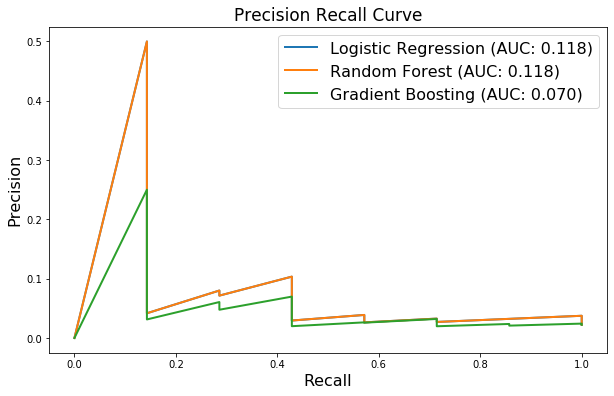 Precision Recall Curve
Logistic Regression (AUC: 0.118)
Random Forest (AUC: 0.118)
Gradient Boosting (AUC: 0.070)
Precision
0.5
0.4
0.3
0.2
0.1
0.0
0.0 0.2 0.4 0.6 0.8 1.0
Recall